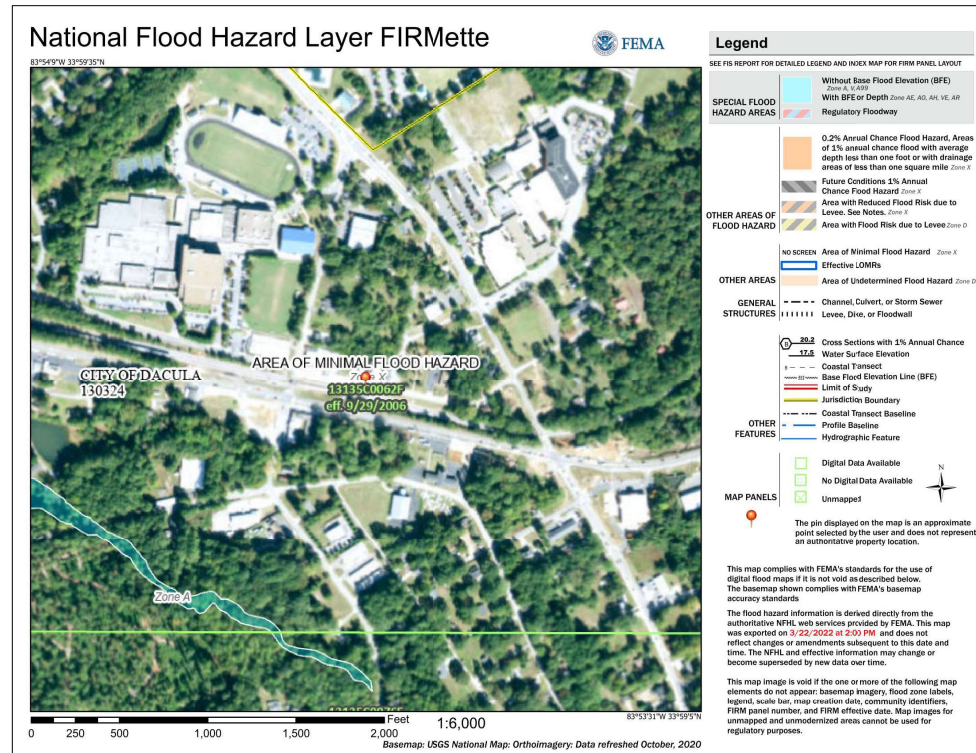 National Flood Hazard Layer FIRMette
FEMA
83°54'9"W 33°59'35"N
AREA OF MINIMAL FLOOD HAZARD
Zone X
CITY OF DACULA
130324
13135C0062F
eff. 9/29/2006
Zone A
83°53'31"W 33°59'5"N
0 250 500 1,000 1,500 2,000
Feet
1:6,000
Basemap: USGS National Map: Orthoimagery: Data refreshed October, 2020
Legend
SEE FIS REPORT FOR DETAILED LEGEND AND INDEX MAP FOR FIRM PANEL LAYOUT
SPECIAL FLOOD
HAZARD AREAS
Without Base Flood Elevation (BFE)
Zone A, V, A99
With BFE or Depth Zone AE, AO, AH, VE, AR
Regulatory Floodway
0.2% Annual Chance Flood Hazard, Areas
of 1% annual chance flood with average
depth less than one foot or with drainage
areas of less than one square mile Zone X
Future Conditions 1% Annual
Chance Flood Hazard Zone X
Area with Reduced Flood Risk due to
Levee. See Notes. Zone X
Area with Flood Risk due to Levee Zone D
OTHER AREAS OF
FLOOD HAZARD
NO SCREEN Area of Minimal Flood Hazard Zone X
Effective LOMRs
OTHER AREAS
Area of Undetermined Flood Hazard Zone D
GENERAL
STRUCTURES
Channel, Culvert, or Storm Sewer
Levee, Dike, or Floodwall
B 20.2 Cross Sections with 1% Annual Chance
17.5 Water Surface Elevation
8 Coastal Transect
513 Base Flood Elevation Line (BFE)
Limit of Study
Jurisdiction Boundary
Coastal Transect Baseline
OTHER
FEATURES
Profile Baseline
Hydrographic Feature
Digital Data Available
No Digital Data Available
Unmapped
MAP PANELS
N
The pin displayed on the map is an approximate
point selected by the user and does not represent
an authoritative property location.
This map complies with FEMA's standards for the use of
digital flood maps if it is not void as described below.
The basemap shown complies with FEMA's basemap
accuracy standards
The flood hazard information is derived directly from the
authoritative NFHL web services provided by FEMA. This map
was exported on 3/22/2022 at 2:00 PM and does not
reflect changes or amendments subsequent to this date and
time. The NFHL and effective information may change or
become superseded by new data over time.
This map image is void if the one or more of the following map
elements do not appear: basemap imagery, flood zone labels,
legend, scale bar, map creation date, community identifiers,
FIRM panel number, and FIRM effective date. Map images for
unmapped and unmodernized areas cannot be used for
regulatory purposes.